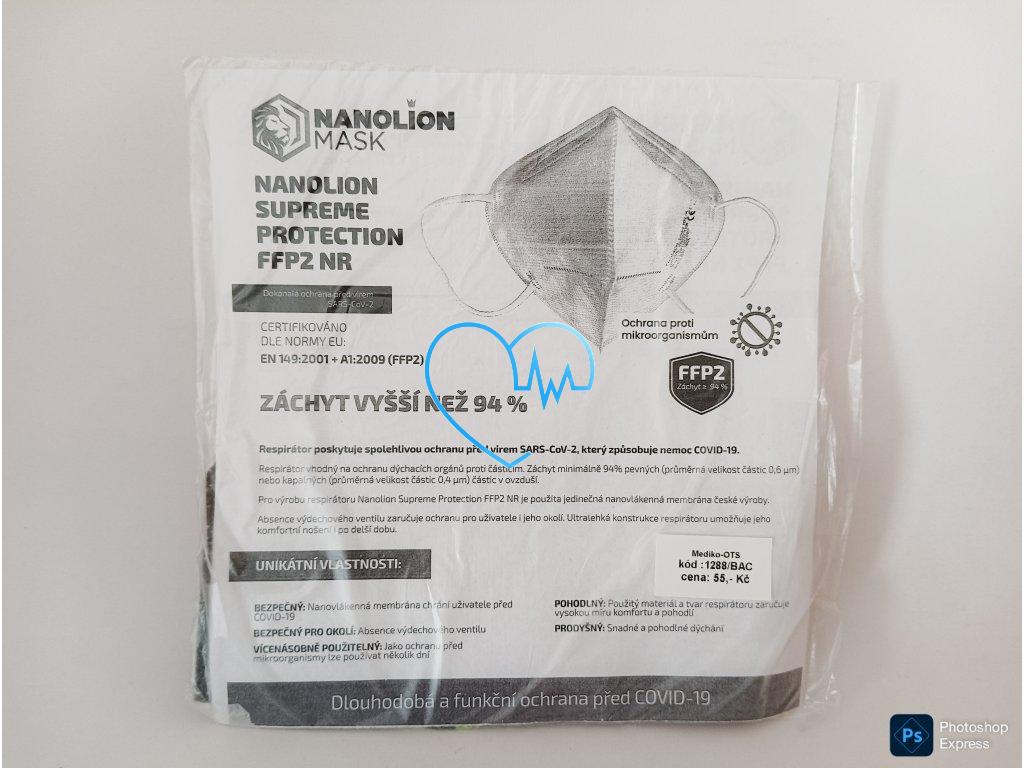 NANOLION
MASK
NANOLION
SUPREME
PROTECTION
FFP2 NR
Dokonalá ochrana před virem
SARS-CoV-2
CERTIFIKOVÁNO
DLE NORMY EU:
EN 149:2001 + A1:2009 (FFP2)
Ochrana proti
mikroorganismům
FFP2
Záchyt ≥ 94 %
ZÁCHYT VYŠŠÍ NEŽ 94 %
Respirátor poskytuje spolehlivou ochranu před virem SARS-CoV-2, který způsobuje nemoc COVID-19.
Respirátor vhodný na ochranu dýchacích orgánů proti částicím. Záchyt minimálně 94% pevných (průměrná velikost částic 0,6 µm)
nebo kapalných (průměrná velikost částic 0,4 µm) částic v ovzduší.
Pro výrobu respirátoru Nanolion Supreme Protection FFP2 NR je použita jedinečná nanovlákenná membrána české výroby.
Absence výdechového ventilu zaručuje ochranu pro uživatele i jeho okolí. Ultralehká konstrukce respirátoru umožňuje jeho
komfortní nošení i po delší dobu.
Mediko-OTS
kód :1288/BAC
cena: 55,- Kč
UNIKÁTNÍ VLASTNOSTI:
BEZPEČNÝ: Nanovlákenná membrána chrání uživatele před
COVID-19
BEZPEČNÝ PRO OKOLÍ: Absence výdechového ventilu
VÍCENÁSOBNĚ POUŽITELNÝ: Jako ochranu před
mikroorganismy lze používat několik dní
POHODLNÝ: Použitý materiál a tvar respirátoru zaručuje
vysokou míru komfortu a pohodlí
PRODYŠNÝ: Snadné a pohodlné dýchání
Dlouhodobá a funkční ochrana před COVID-19
Ps
Photoshop
Express